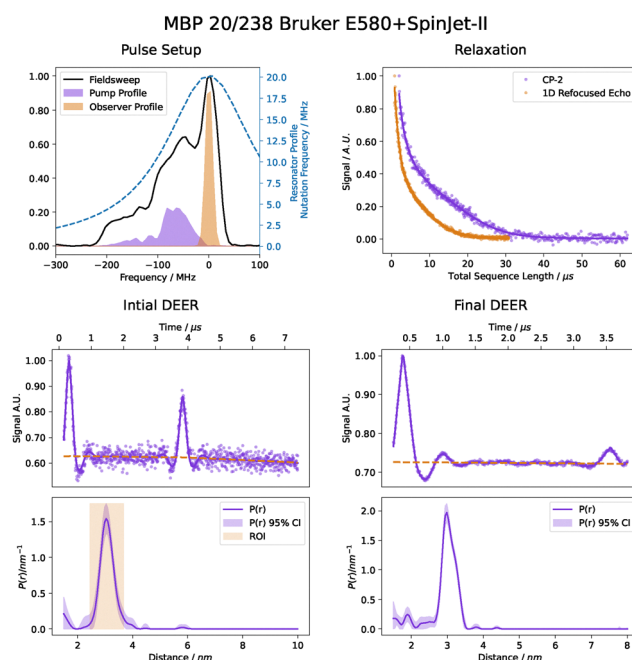 MBP 20/238 Bruker E580+SpinJet-II
Pulse Setup
1.00
0.80
0.60
0.40
0.20
0.00
Fieldsweep
Pump Profile
Observer Profile
20.0
17.5
15.0
12.5
10.0
7.5
5.0
2.5
0.0
Resonator Profile
Nutation Frequency / MHz
−300 −200 −100 0 100
Frequency / MHz
Relaxation
Signal / A.U.
1.00
0.80
0.60
0.40
0.20
0.00
CP-2
1D Refocused Echo
0 10 20 30 40 50 60
Total Sequence Length / μs
Intial DEER
Time / μs
0 1 2 3 4 5 6 7
Signal A.U.
1.00
0.90
0.80
0.70
0.60
P(r)/nm⁻¹
1.5
1.0
0.5
0.0
P(r)
P(r) 95% CI
ROI
2 4 6 8 10
Distance / nm
Final DEER
Time / μs
0.5 1.0 1.5 2.0 2.5 3.0 3.5
Signal A.U.
1.00
0.90
0.80
0.70
P(r)/nm⁻¹
2.0
1.5
1.0
0.5
0.0
P(r)
P(r) 95% CI
2 3 4 5 6 7 8
Distance / nm